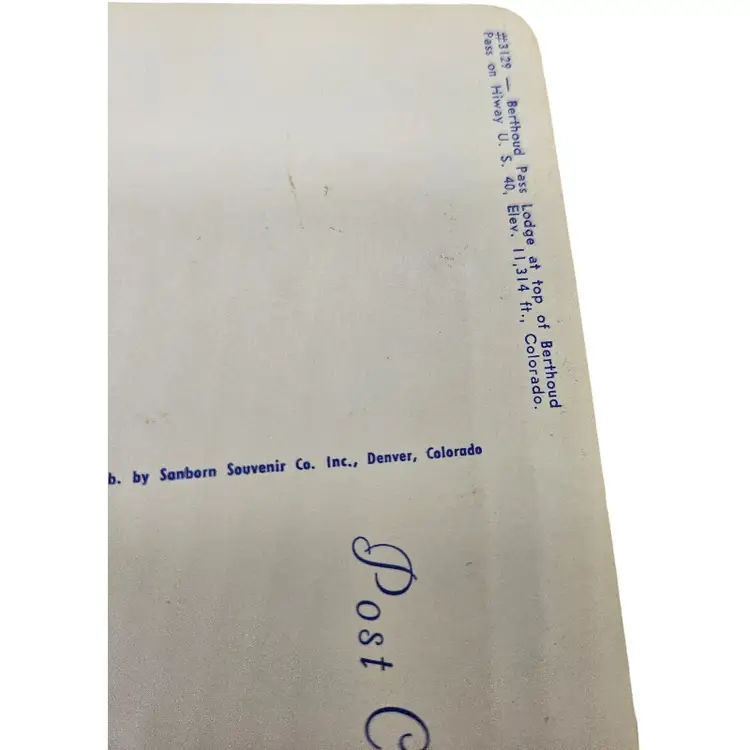 #3129 — Berthoud Pass Lodge at top of Berthoud
Pass on Hiway U. S. 40, Elev. 11,314 ft., Colorado.
b. by Sanborn Souvenir Co. Inc., Denver, Colorado
Post C